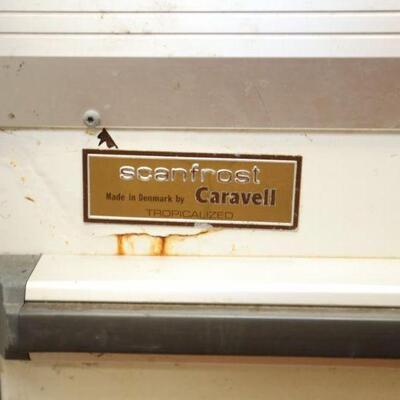 scanfrost
Made in Denmark by Caravell
TROPICALIZED